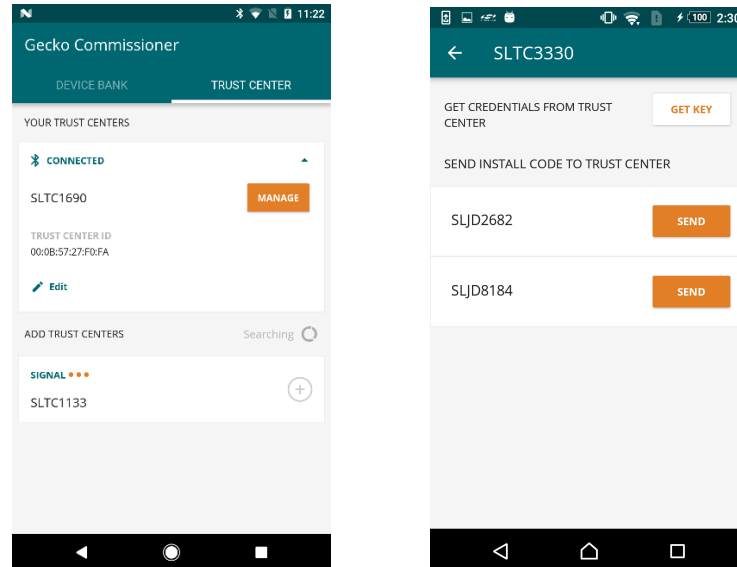 11:22
Gecko Commissioner
DEVICE BANK TRUST CENTER
YOUR TRUST CENTERS
CONNECTED
SLTC1690 MANAGE
TRUST CENTER ID
00:0B:57:27:F0:FA
Edit
ADD TRUST CENTERS Searching
SIGNAL
SLTC1133
100 2:30
SLTC3330
GET CREDENTIALS FROM TRUST
CENTER
GET KEY
SEND INSTALL CODE TO TRUST CENTER
SLJD2682 SEND
SLJD8184 SEND